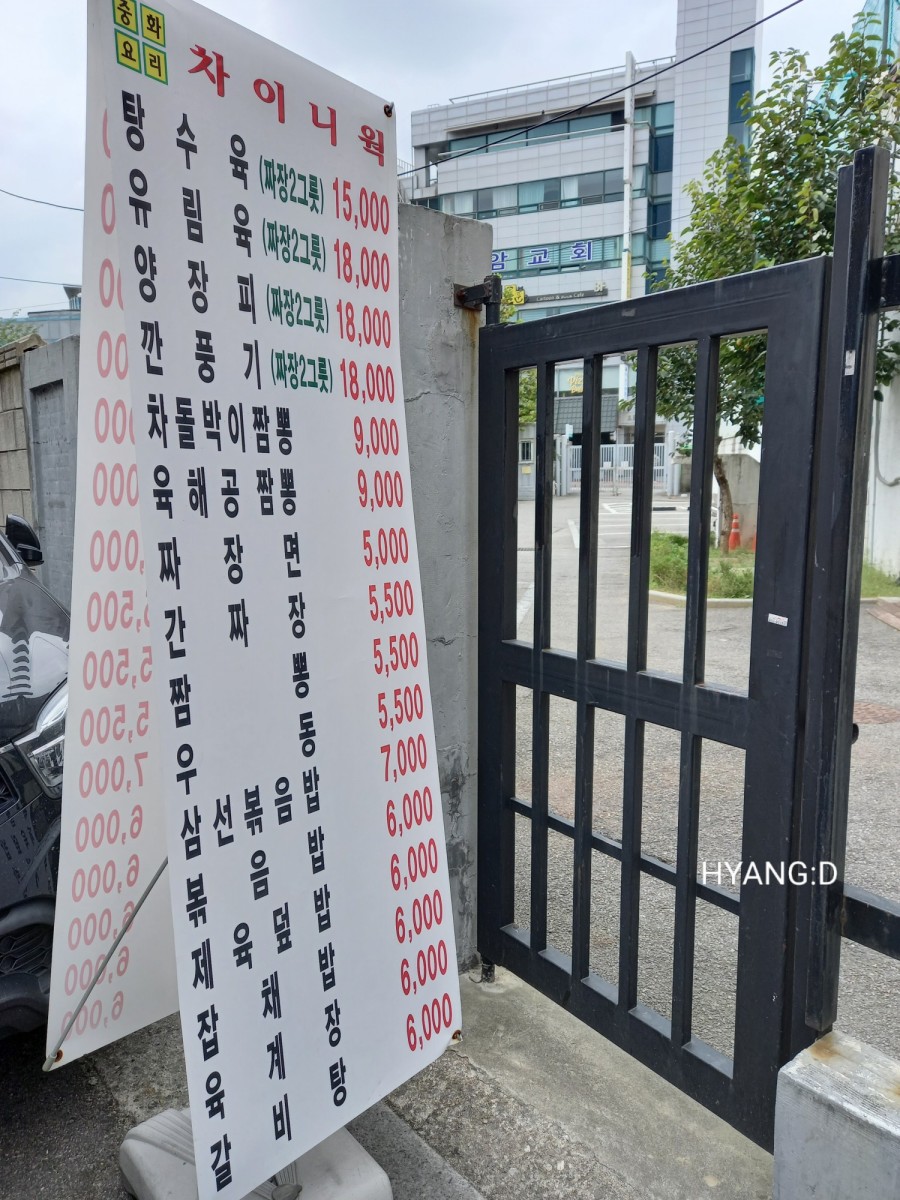 중화
요리
차이니웍
탕수육 (짜장2그릇) 15,000
유림육 (짜장2그릇) 18,000
양장피 (짜장2그릇) 18,000
깐풍기 (짜장2그릇) 18,000
차돌박이짬뽕 9,000
육해공짬뽕 9,000
짜장면 5,000
간짜장 5,500
짬뽕 5,500
우동 5,500
삼선볶음밥 7,000
볶음밥 6,000
제육덮밥 6,000
잡채밥 6,000
육계장 6,000
갈비탕 6,000
암교회
HYANG:D